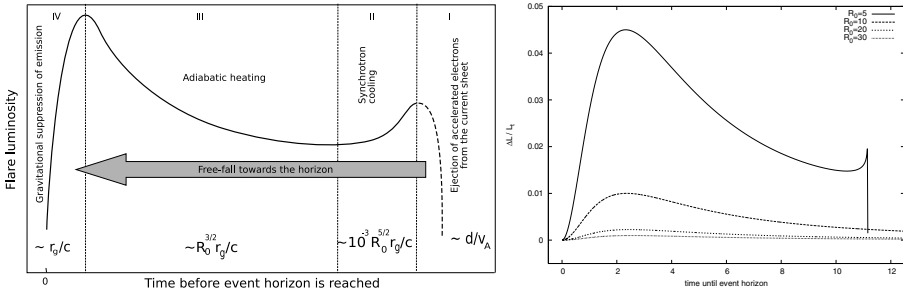 IV
III
II
I
Flare luminosity
Gravitational suppression of emission
Adiabatic heating
Synchrotron
cooling
Ejection of accelerated electrons
from the current sheet
Free-fall towards the horizon
~ r_g/c
~R_0^{3/2} r_g/c
~10^{-3} R_0^{5/2} r_g/c
~ d/v_A
0
Time before event horizon is reached
R_0=5
R_0=10
R_0=20
R_0=30
ΔL / L_t
0.05
0.04
0.03
0.02
0.01
0
0 2 4 6 8 10 12
time until event horizon